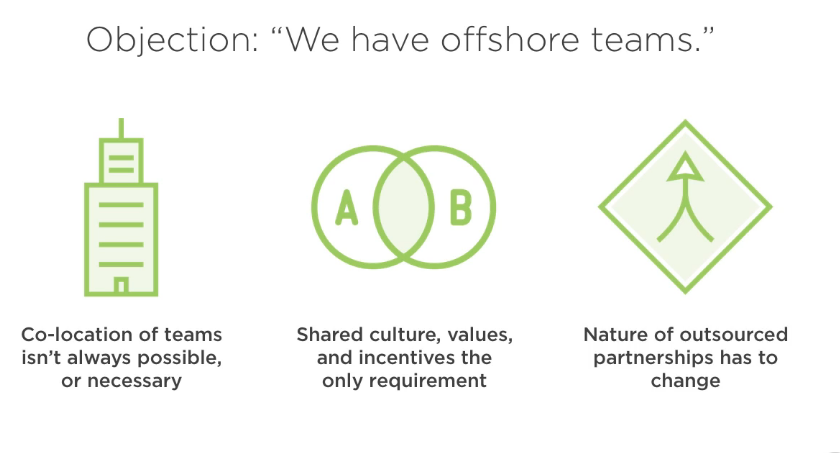 Objection: “We have offshore teams.”
A
B
Co-location of teams
isn’t always possible,
or necessary
Shared culture, values,
and incentives the
only requirement
Nature of outsourced
partnerships has to
change